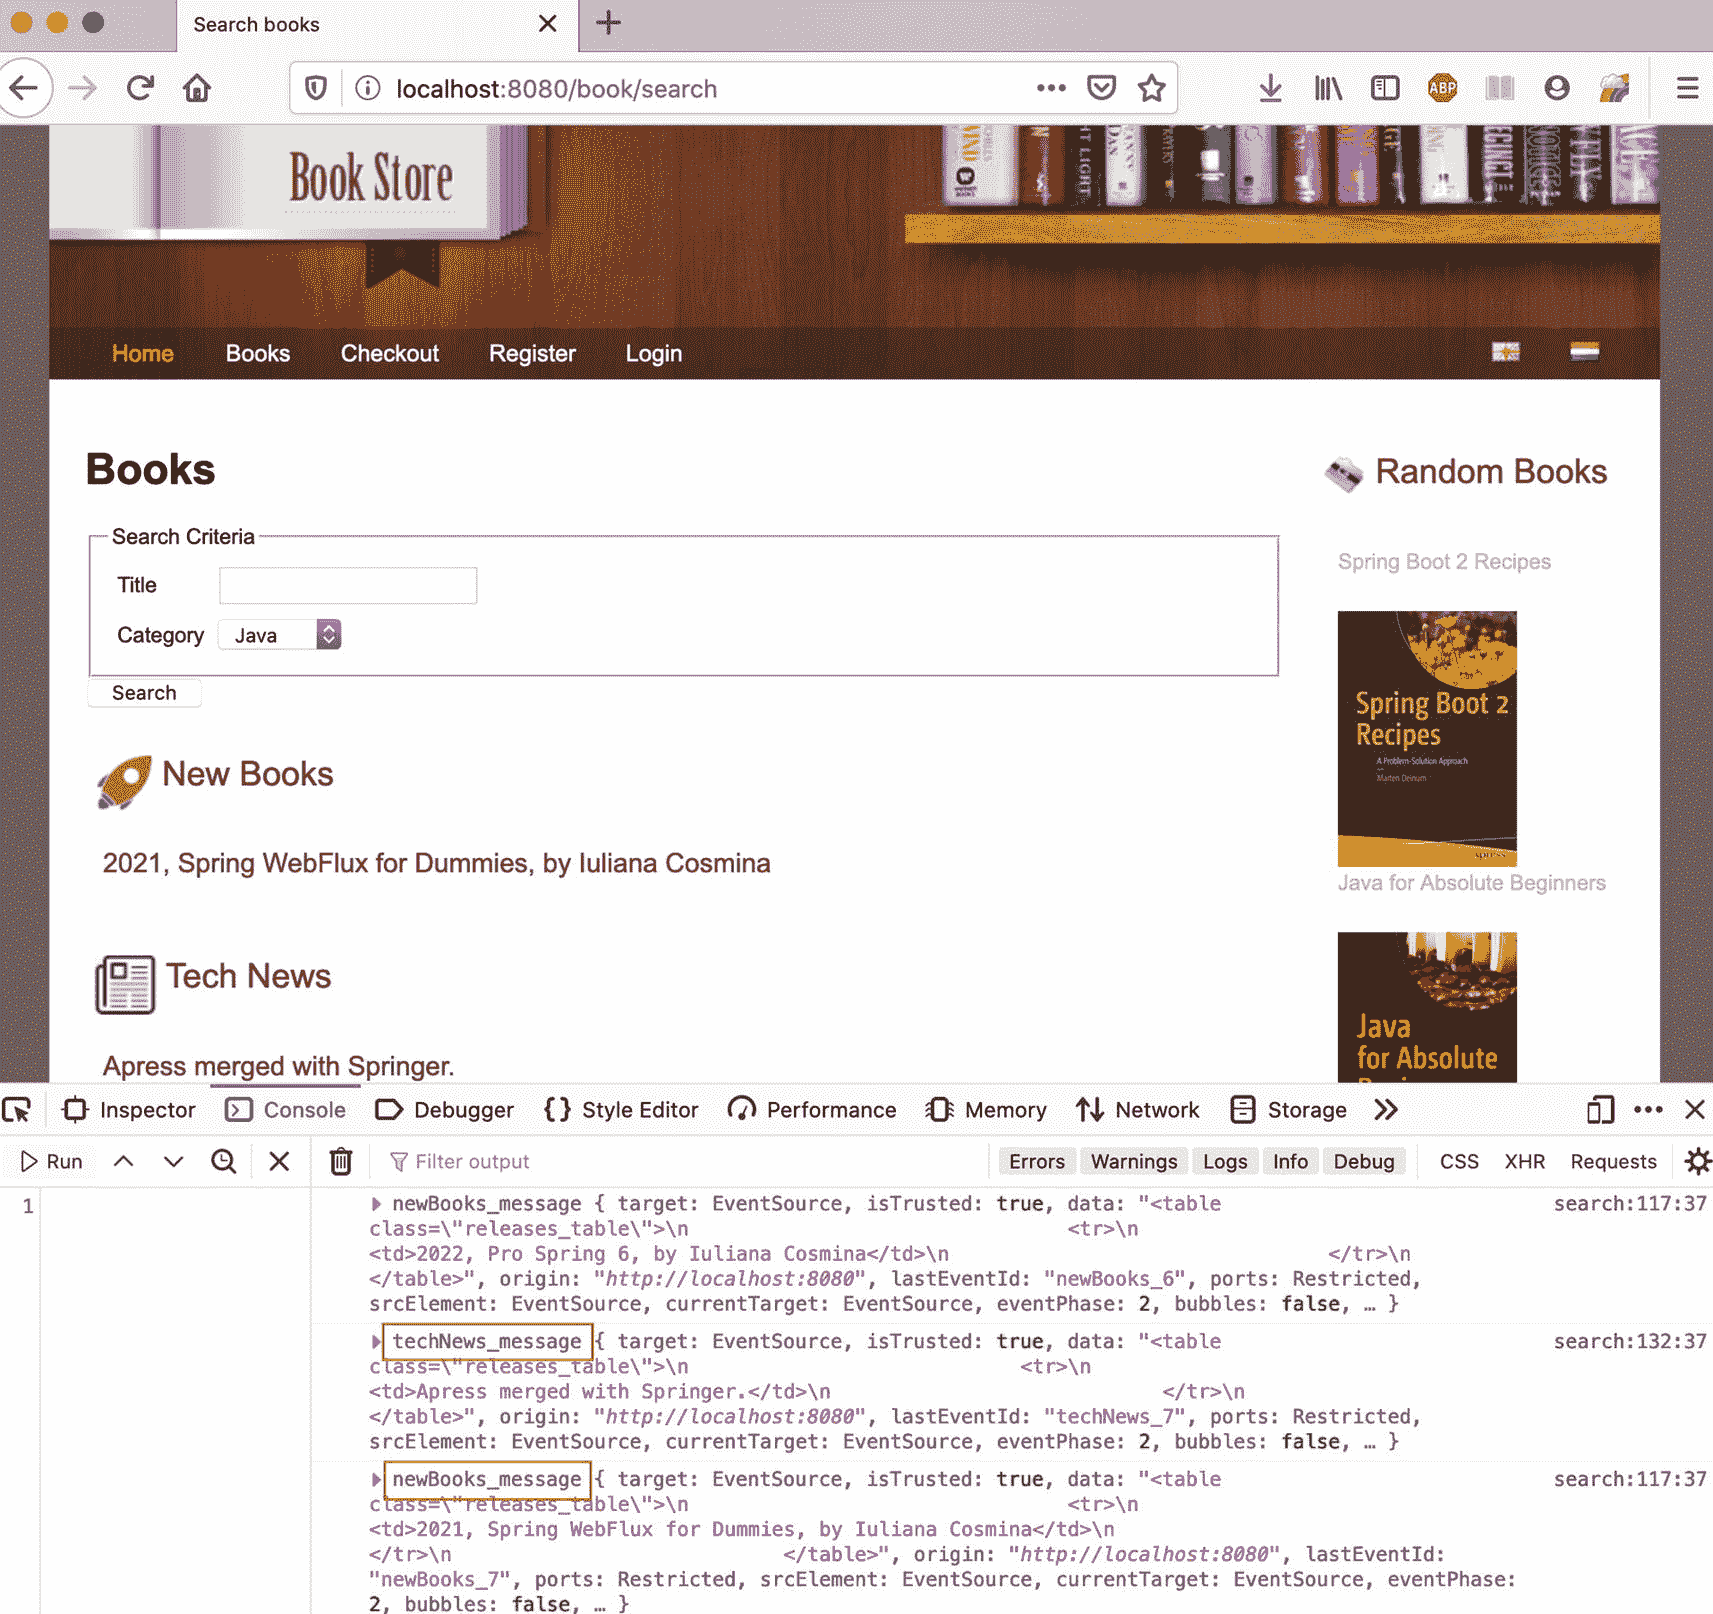 Search books
localhost:8080/book/search
ABP
Book Store
LIGHT
Home Books Checkout Register Login
Books
Random Books
Search Criteria
Title
Category Java
Search
Spring Boot 2 Recipes
Spring Boot 2
Recipes
A Problem-Solution Approach
Marten Deinum
New Books
2021, Spring WebFlux for Dummies, by Iuliana Cosmina
Java for Absolute Beginners
Tech News
Java
for Absolute
Apress merged with Springer.
Inspector Console Debugger {} Style Editor Performance Memory Network Storage
Run Filter output Errors Warnings Logs Info Debug CSS XHR Requests
1
newBooks_message { target: EventSource, isTrusted: true, data: "<table search:117:37
class=\"releases_table\">\n <tr>\n
<td>2022, Pro Spring 6, by Iuliana Cosmina</td>\n </tr>\n
</table>", origin: "http://localhost:8080", lastEventId: "newBooks_6", ports: Restricted,
srcElement: EventSource, currentTarget: EventSource, eventPhase: 2, bubbles: false, … }
techNews_message { target: EventSource, isTrusted: true, data: "<table search:132:37
class=\"releases_table\">\n <tr>\n
<td>Apress merged with Springer.</td>\n </tr>\n
</table>", origin: "http://localhost:8080", lastEventId: "techNews_7", ports: Restricted,
srcElement: EventSource, currentTarget: EventSource, eventPhase: 2, bubbles: false, … }
newBooks_message { target: EventSource, isTrusted: true, data: "<table search:117:37
class=\"releases_table\">\n <tr>\n
<td>2021, Spring WebFlux for Dummies, by Iuliana Cosmina</td>\n
</tr>\n </table>", origin: "http://localhost:8080", lastEventId:
"newBooks_7", ports: Restricted, srcElement: EventSource, currentTarget: EventSource, eventPhase:
2, bubbles: false, … }